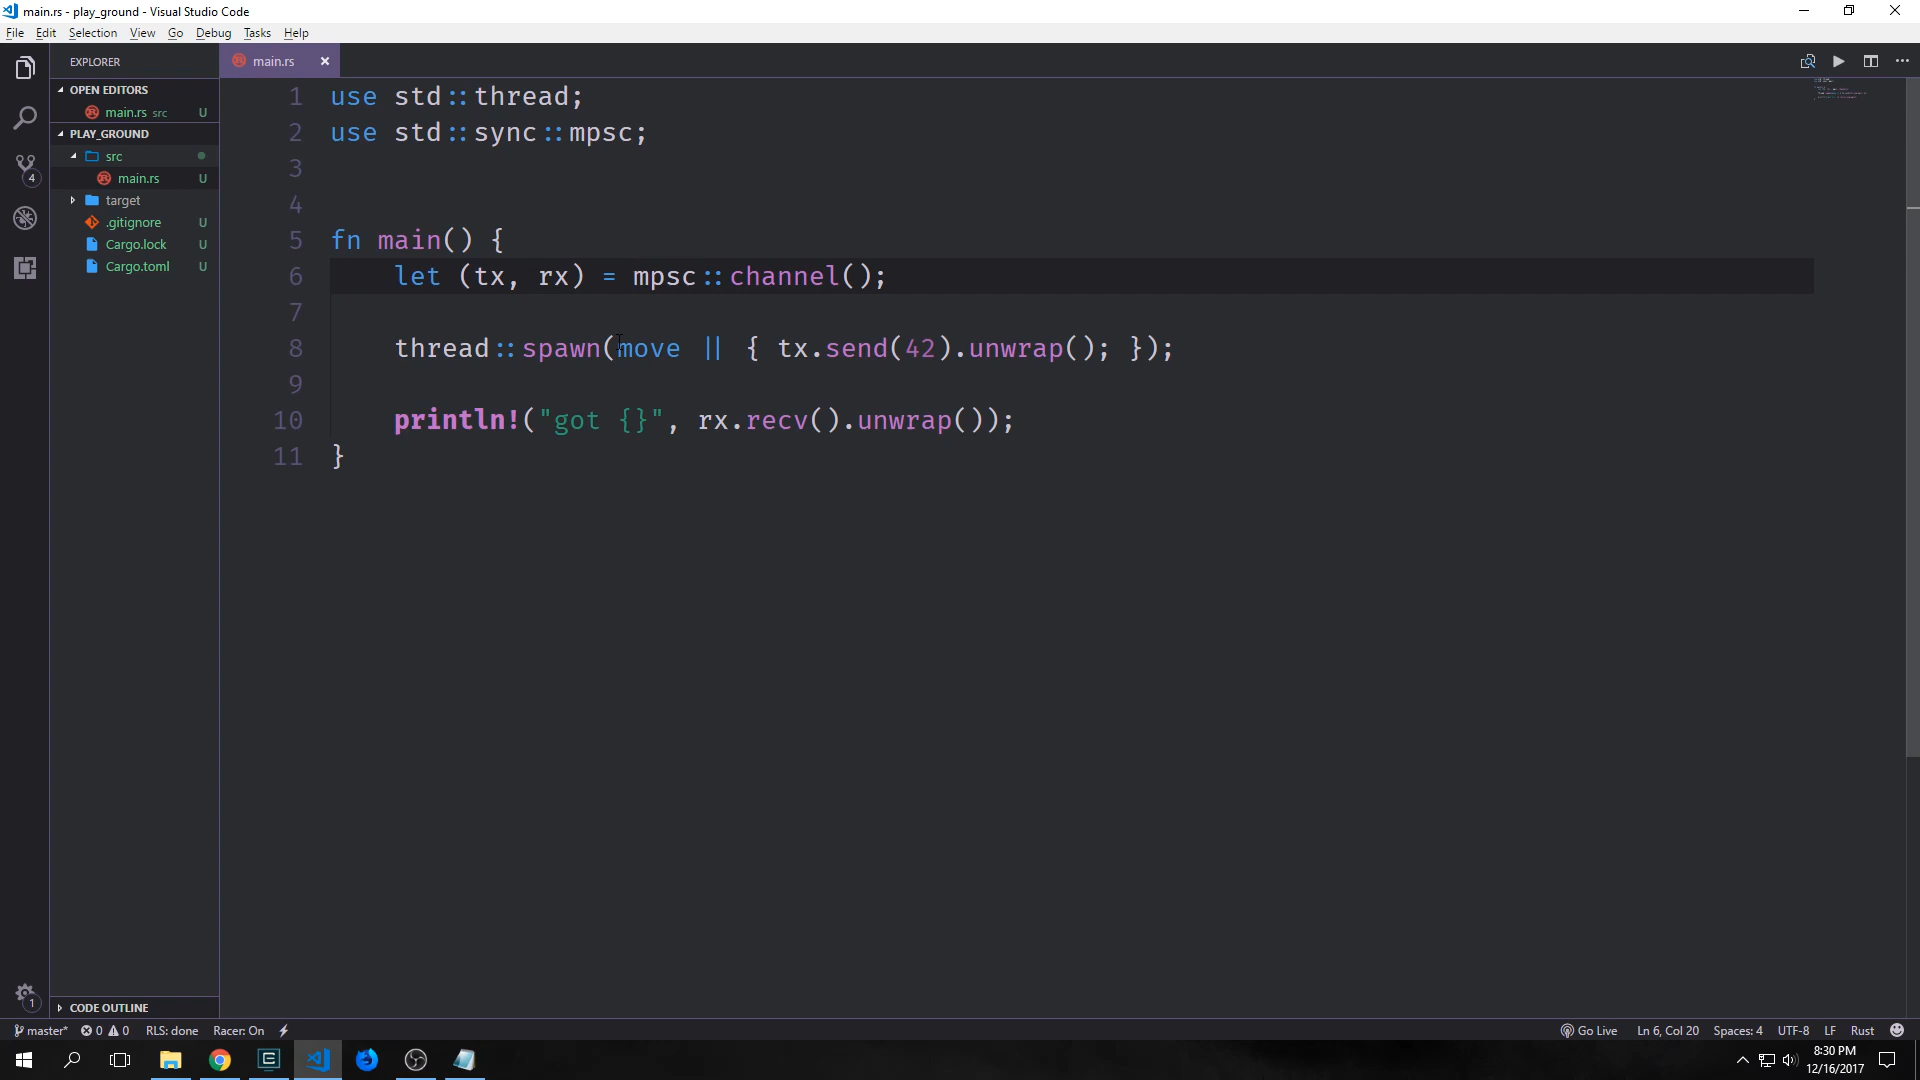 main.rs - play_ground - Visual Studio Code
File Edit Selection View Go Debug Tasks Help
EXPLORER
OPEN EDITORS
main.rs src U
PLAY_GROUND
src
main.rs U
target
.gitignore U
Cargo.lock U
Cargo.toml U
4
1
CODE OUTLINE
main.rs
1 use std::thread;
2 use std::sync::mpsc;
3
4
5 fn main() {
6 let (tx, rx) = mpsc::channel();
7
8 thread::spawn(move || { tx.send(42).unwrap(); });
9
10 println!("got {}", rx.recv().unwrap());
11 }
master* 0 0 RLS: done Racer: On Go Live Ln 6, Col 20 Spaces: 4 UTF-8 LF Rust
8:30 PM
12/16/2017